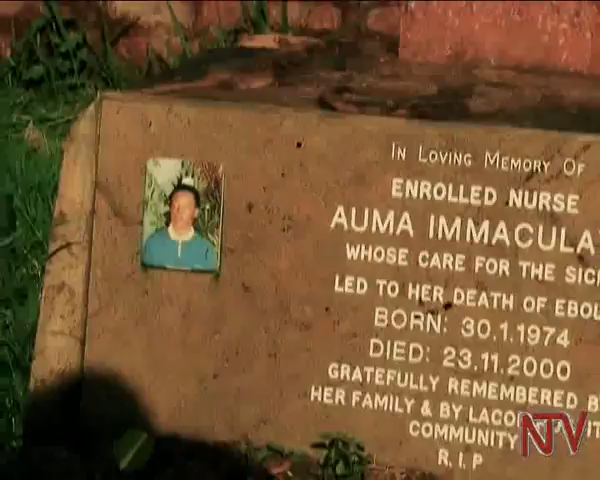 IN LOVING MEMORY OF
ENROLLED NURSE
AUMA IMMACULA
WHOSE CARE FOR THE SICK
LED TO HER DEATH OF EBOL
BORN: 30.1.1974
DIED: 23.11.2000
GRATEFULLY REMEMBERED B
HER FAMILY & BY LACO
COMMUNITY
R.I.P
NTV